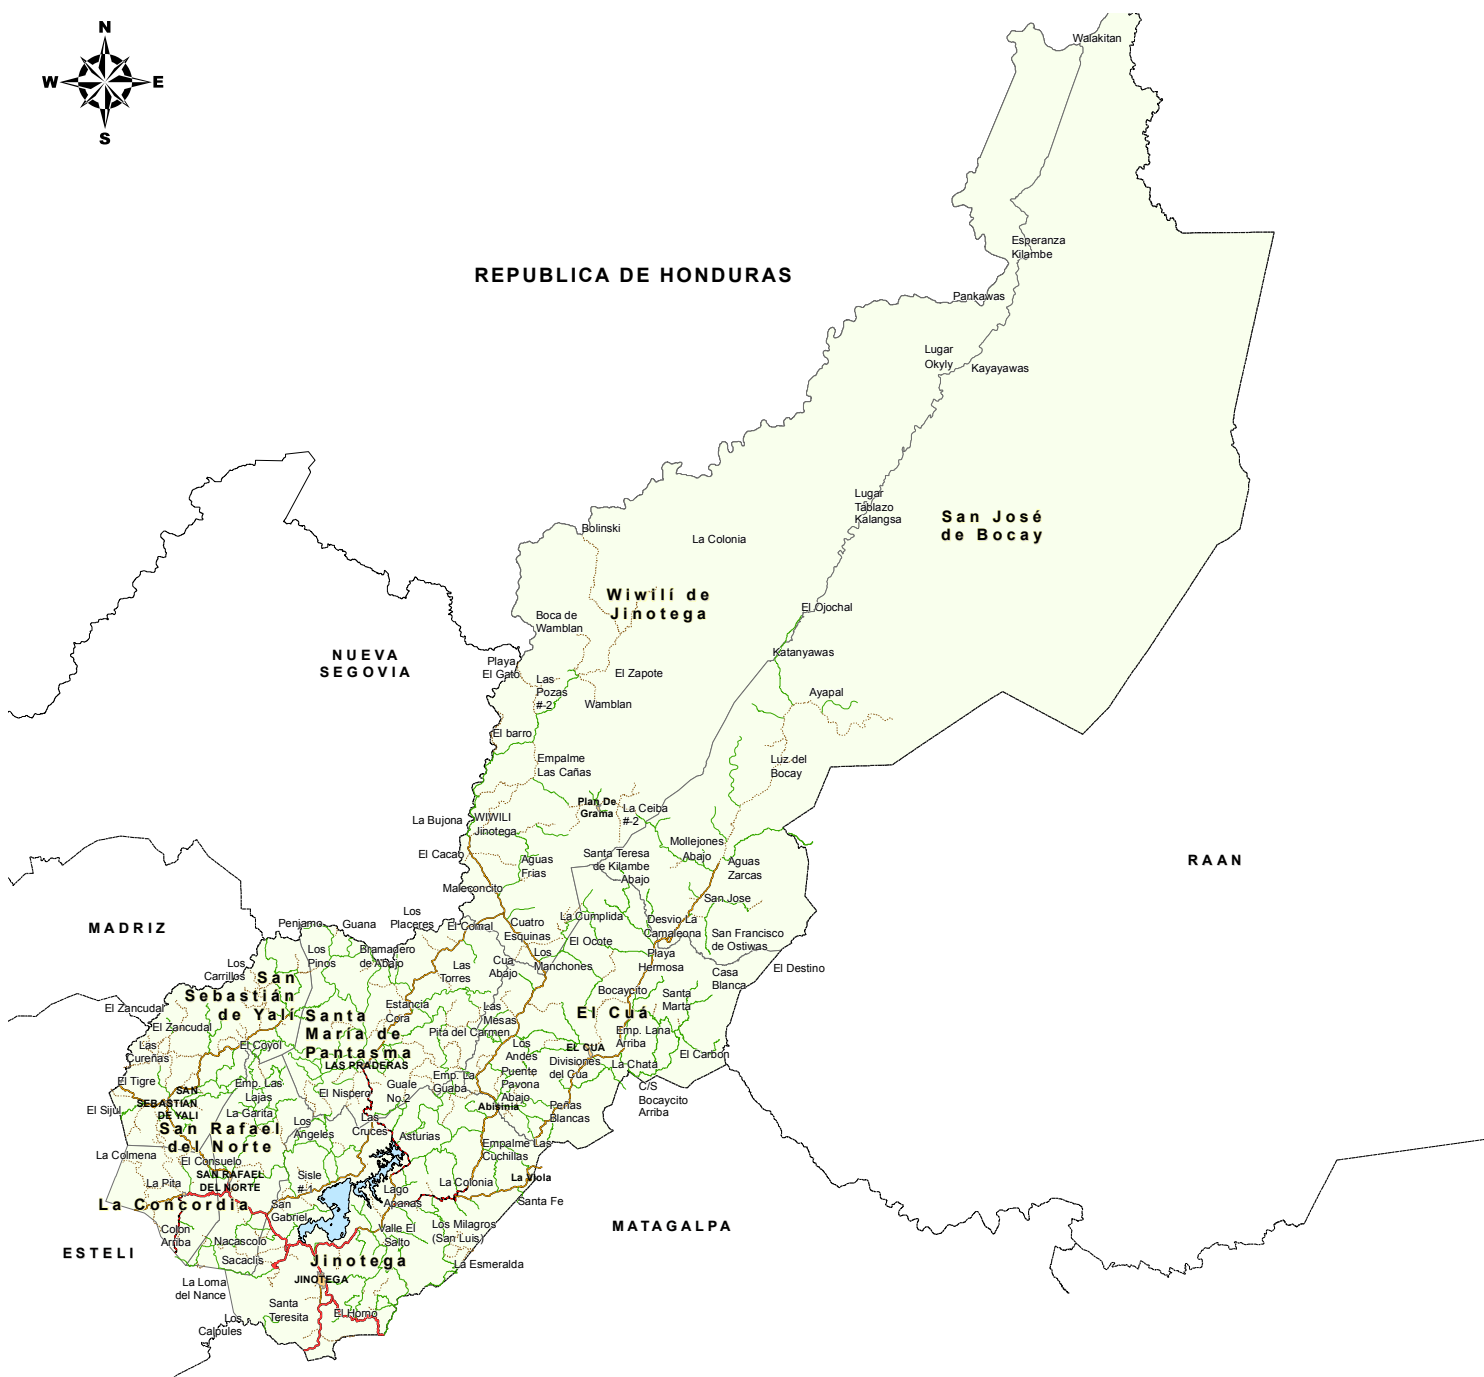 N
W
E
S
Walakitan
Esperanza
Kilambe
REPUBLICA DE HONDURAS
Pankawas
Lugar
Okyly
Kayayawas
Lugar
Tablazo
Kalangsa
San José
de Bocay
Bolinski
La Colonia
Wiwilí de
Jinotega
Boca de
Wamblan
El Ojochal
NUEVA
SEGOVIA
Katanyawas
Playa
El Gato
Las
Pozas
#-2
El Zapote
Wamblan
Ayapal
El barro
Empalme
Las Cañas
Luz del
Bocay
Plan De
Grama
La Ceiba
#-2
La Bujona
WIWILI
Jinotega
Mollejones
Abajo
El Cacao
Aguas
Frias
Santa Teresa
de Kilambe
Abajo
Aguas
Zarcas
RAAN
Maleconcito
San Jose
MADRIZ
Penjamo
Guana
Los
Placeres
El Comal
Cuatro
Esquinas
La Cumplida
Desvio La
Camaleona
San Francisco
de Ostiwas
El Ocote
Los
Pinos
Bramadero
de Abajo
Los
Manchones
Playa
Hermosa
Los
Carrillos
Las
Torres
Cua
Abajo
Casa
Blanca
El Destino
San
Sebastián
de Yalí
Bocaycito
Santa
Marta
El Zancudal
El Zancudal
Santa
María de
Pantasma
Estancia
Cora
Las
Mesas
Pita del Carmen
El Cuá
Emp. Lana
Arriba
Las
Cureñas
El Coyol
Los
Andes
EL CUA
El Carbon
LAS PRADERAS
Divisiones
del Cua
La Chata
El Tigre
Emp. Las
Lajas
El Nispero
Guale
No.2
Emp. La
Guaba
Puente
Pavona
Abajo
C/S
Bocaycito
Arriba
SAN
SEBASTIAN
DE YALI
El Sijul
La Garita
Abisinia
Peñas
Blancas
San Rafael
del Norte
Los
Angeles
Las
Cruces
Asturias
Empalme Las
Cuchillas
La Colmena
El Consuelo
SAN RAFAEL
DEL NORTE
La Pita
Sisle
#-1
Lago
Apanas
La Colonia
La Viola
Santa Fe
La Concordia
San
Gabriel
MATAGALPA
Colon
Arriba
Nacascolo
Valle El
Salto
Los Milagros
(San Luis)
ESTELI
Sacaclis
Jinotega
La Esmeralda
JINOTEGA
La Loma
del Nance
Santa
Teresita
El Horno
Los
Calpules